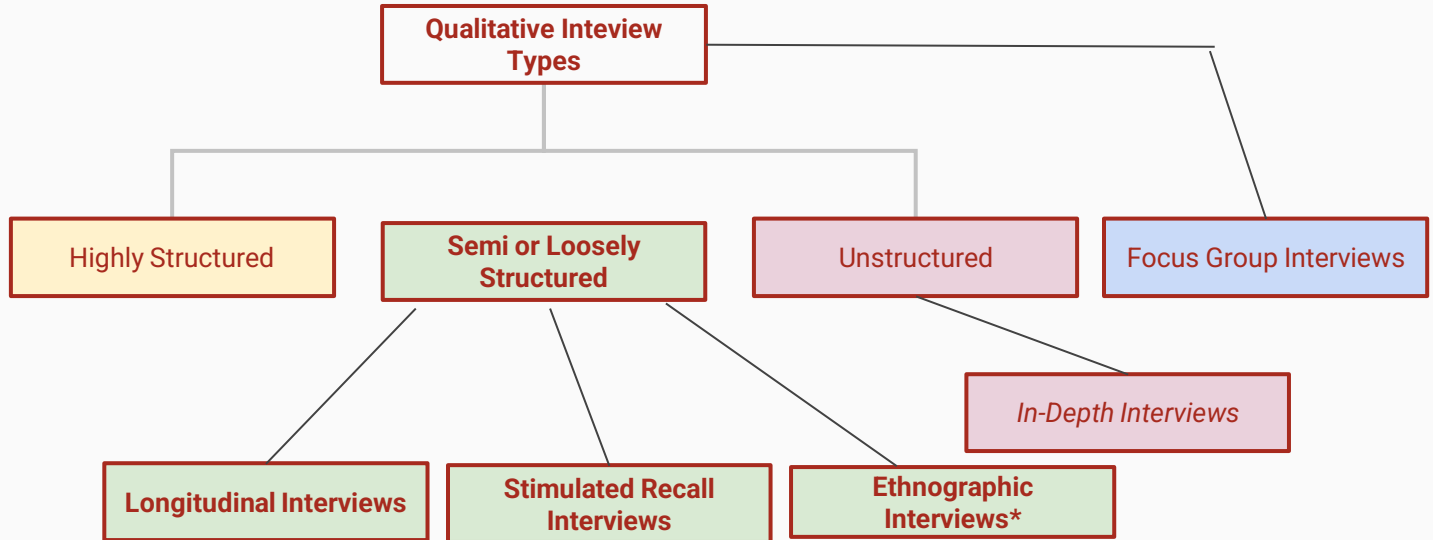 Qualitative Inteview
Types
Highly Structured
Semi or Loosely
Structured
Unstructured
Focus Group Interviews
In-Depth Interviews
Longitudinal Interviews
Stimulated Recall
Interviews
Ethnographic
Interviews*